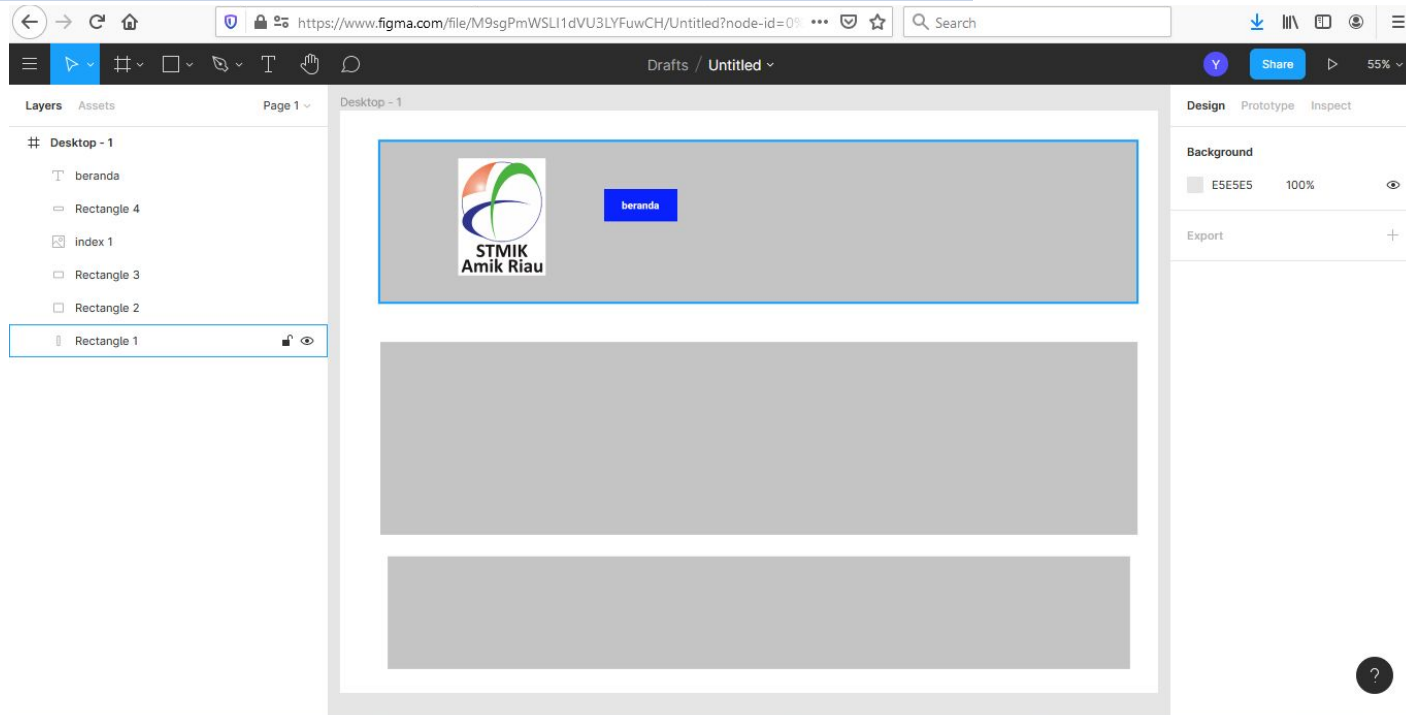 https://www.figma.com/file/M9sgPmWSLI1dVU3LYFuwCH/Untitled?node-id=0%
Search
Drafts / Untitled
Y
Share
55%
Layers Assets Page 1
Desktop - 1
Design Prototype Inspect
Desktop - 1
beranda
Rectangle 4
index 1
Rectangle 3
Rectangle 2
Rectangle 1
STMIK
Amik Riau
beranda
Background
E5E5E5 100%
Export
?